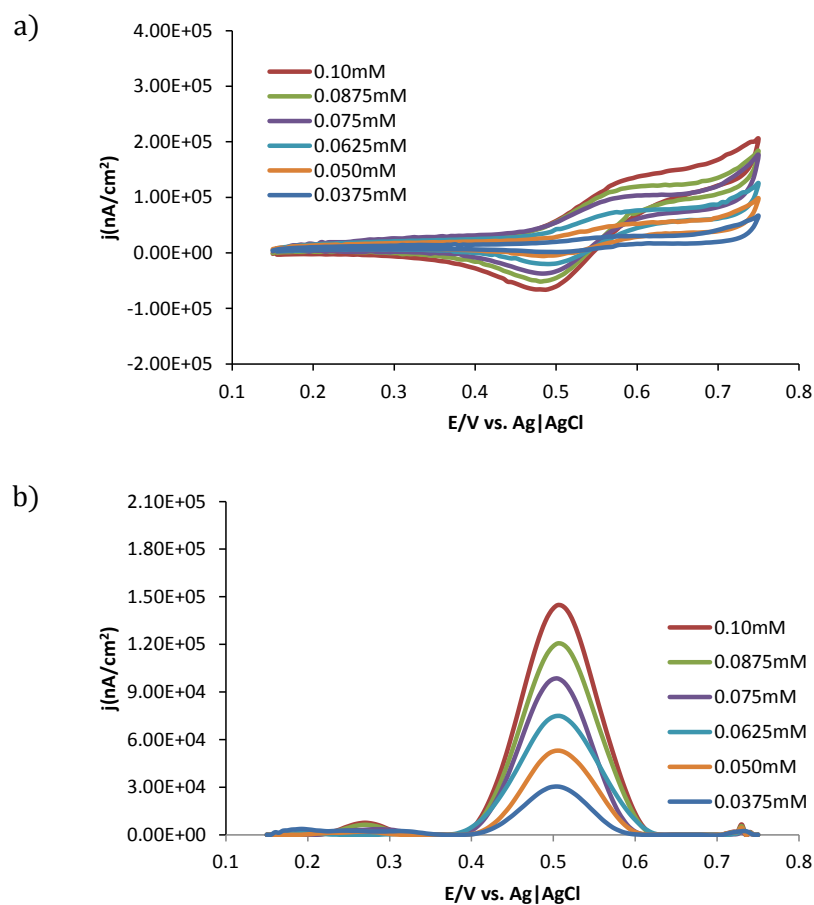 a)
4.00E+05
3.00E+05
2.00E+05
1.00E+05
0.00E+00
-1.00E+05
-2.00E+05
j(nA/cm²)
0.10mM
0.0875mM
0.075mM
0.0625mM
0.050mM
0.0375mM
0.1 0.2 0.3 0.4 0.5 0.6 0.7 0.8
E/V vs. Ag|AgCl
b)
2.10E+05
1.80E+05
1.50E+05
1.20E+05
9.00E+04
6.00E+04
3.00E+04
0.00E+00
j(nA/cm²)
0.10mM
0.0875mM
0.075mM
0.0625mM
0.050mM
0.0375mM
0.1 0.2 0.3 0.4 0.5 0.6 0.7 0.8
E/V vs. Ag|AgCl